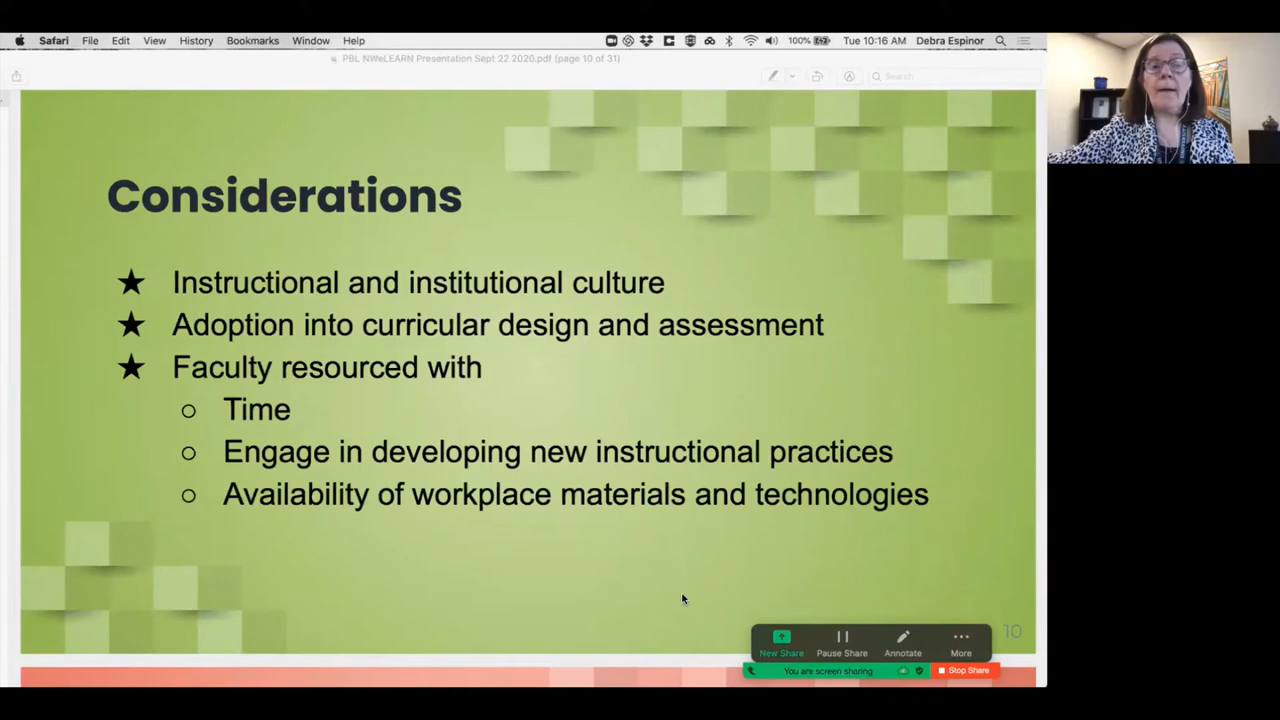 Safari File Edit View History Bookmarks Window Help 100% Tue 10:16 AM Debra Espinor
PBL NWeLEARN Presentation Sept 22 2020.pdf (page 10 of 31)
Search
Considerations
★ Instructional and institutional culture
★ Adoption into curricular design and assessment
★ Faculty resourced with
○ Time
○ Engage in developing new instructional practices
○ Availability of workplace materials and technologies
10
New Share Pause Share Annotate More
You are screen sharing Stop Share